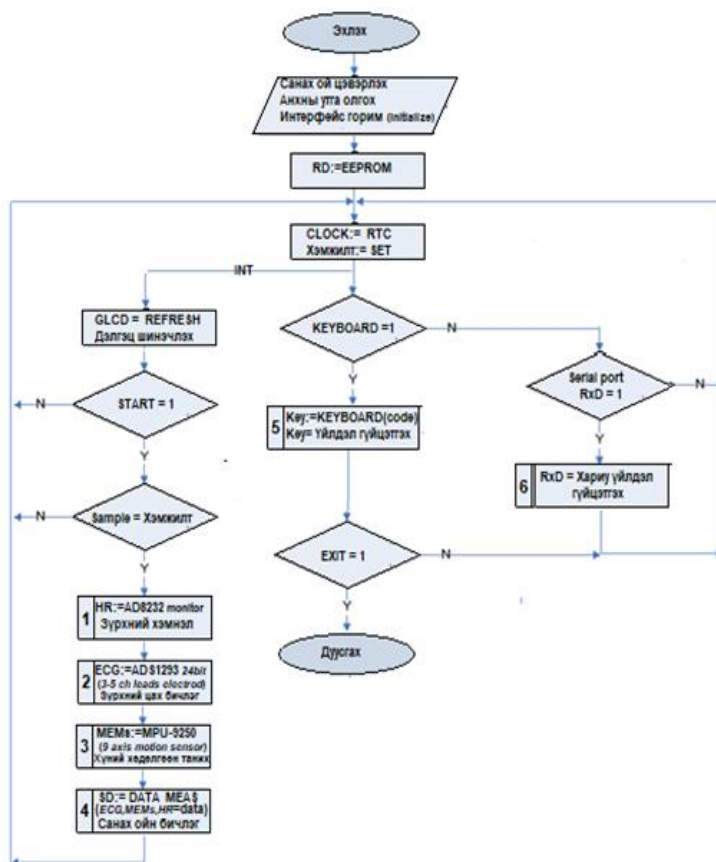 Эхлэх
Санах ой цэвэрлэх
Анхны утга олгох
Интерфейс горим (initialize)
RD:=EEPROM
CLOCK:= RTC
Хэмжилт:= SET
INT
GLCD = REFRESH
Дэлгэц шинэчлэх
START = 1
N
Y
Sample = Хэмжилт
N
Y
1 HR:=AD8232 monitor
Зүрхний хэмнэл
2 ECG:=ADS1293 24bit
(3-5 ch leads electrod)
Зүрхний цах бичлэг
3 MEMs:=MPU-9250
(9 axis motion sensor)
Хүний хөдөлгөөн таних
4 SD:= DATA MEAS
(ECG,MEMs,HR=data)
Санах ойн бичлэг
KEYBOARD =1
N
Y
5 Key:=KEYBOARD(code)
Key= Үйлдэл гүйцэтгэх
EXIT = 1
N
Y
Дуусгах
Serial port
RxD = 1
N
Y
6 RxD = Хариу үйлдэл
гүйцэтгэх